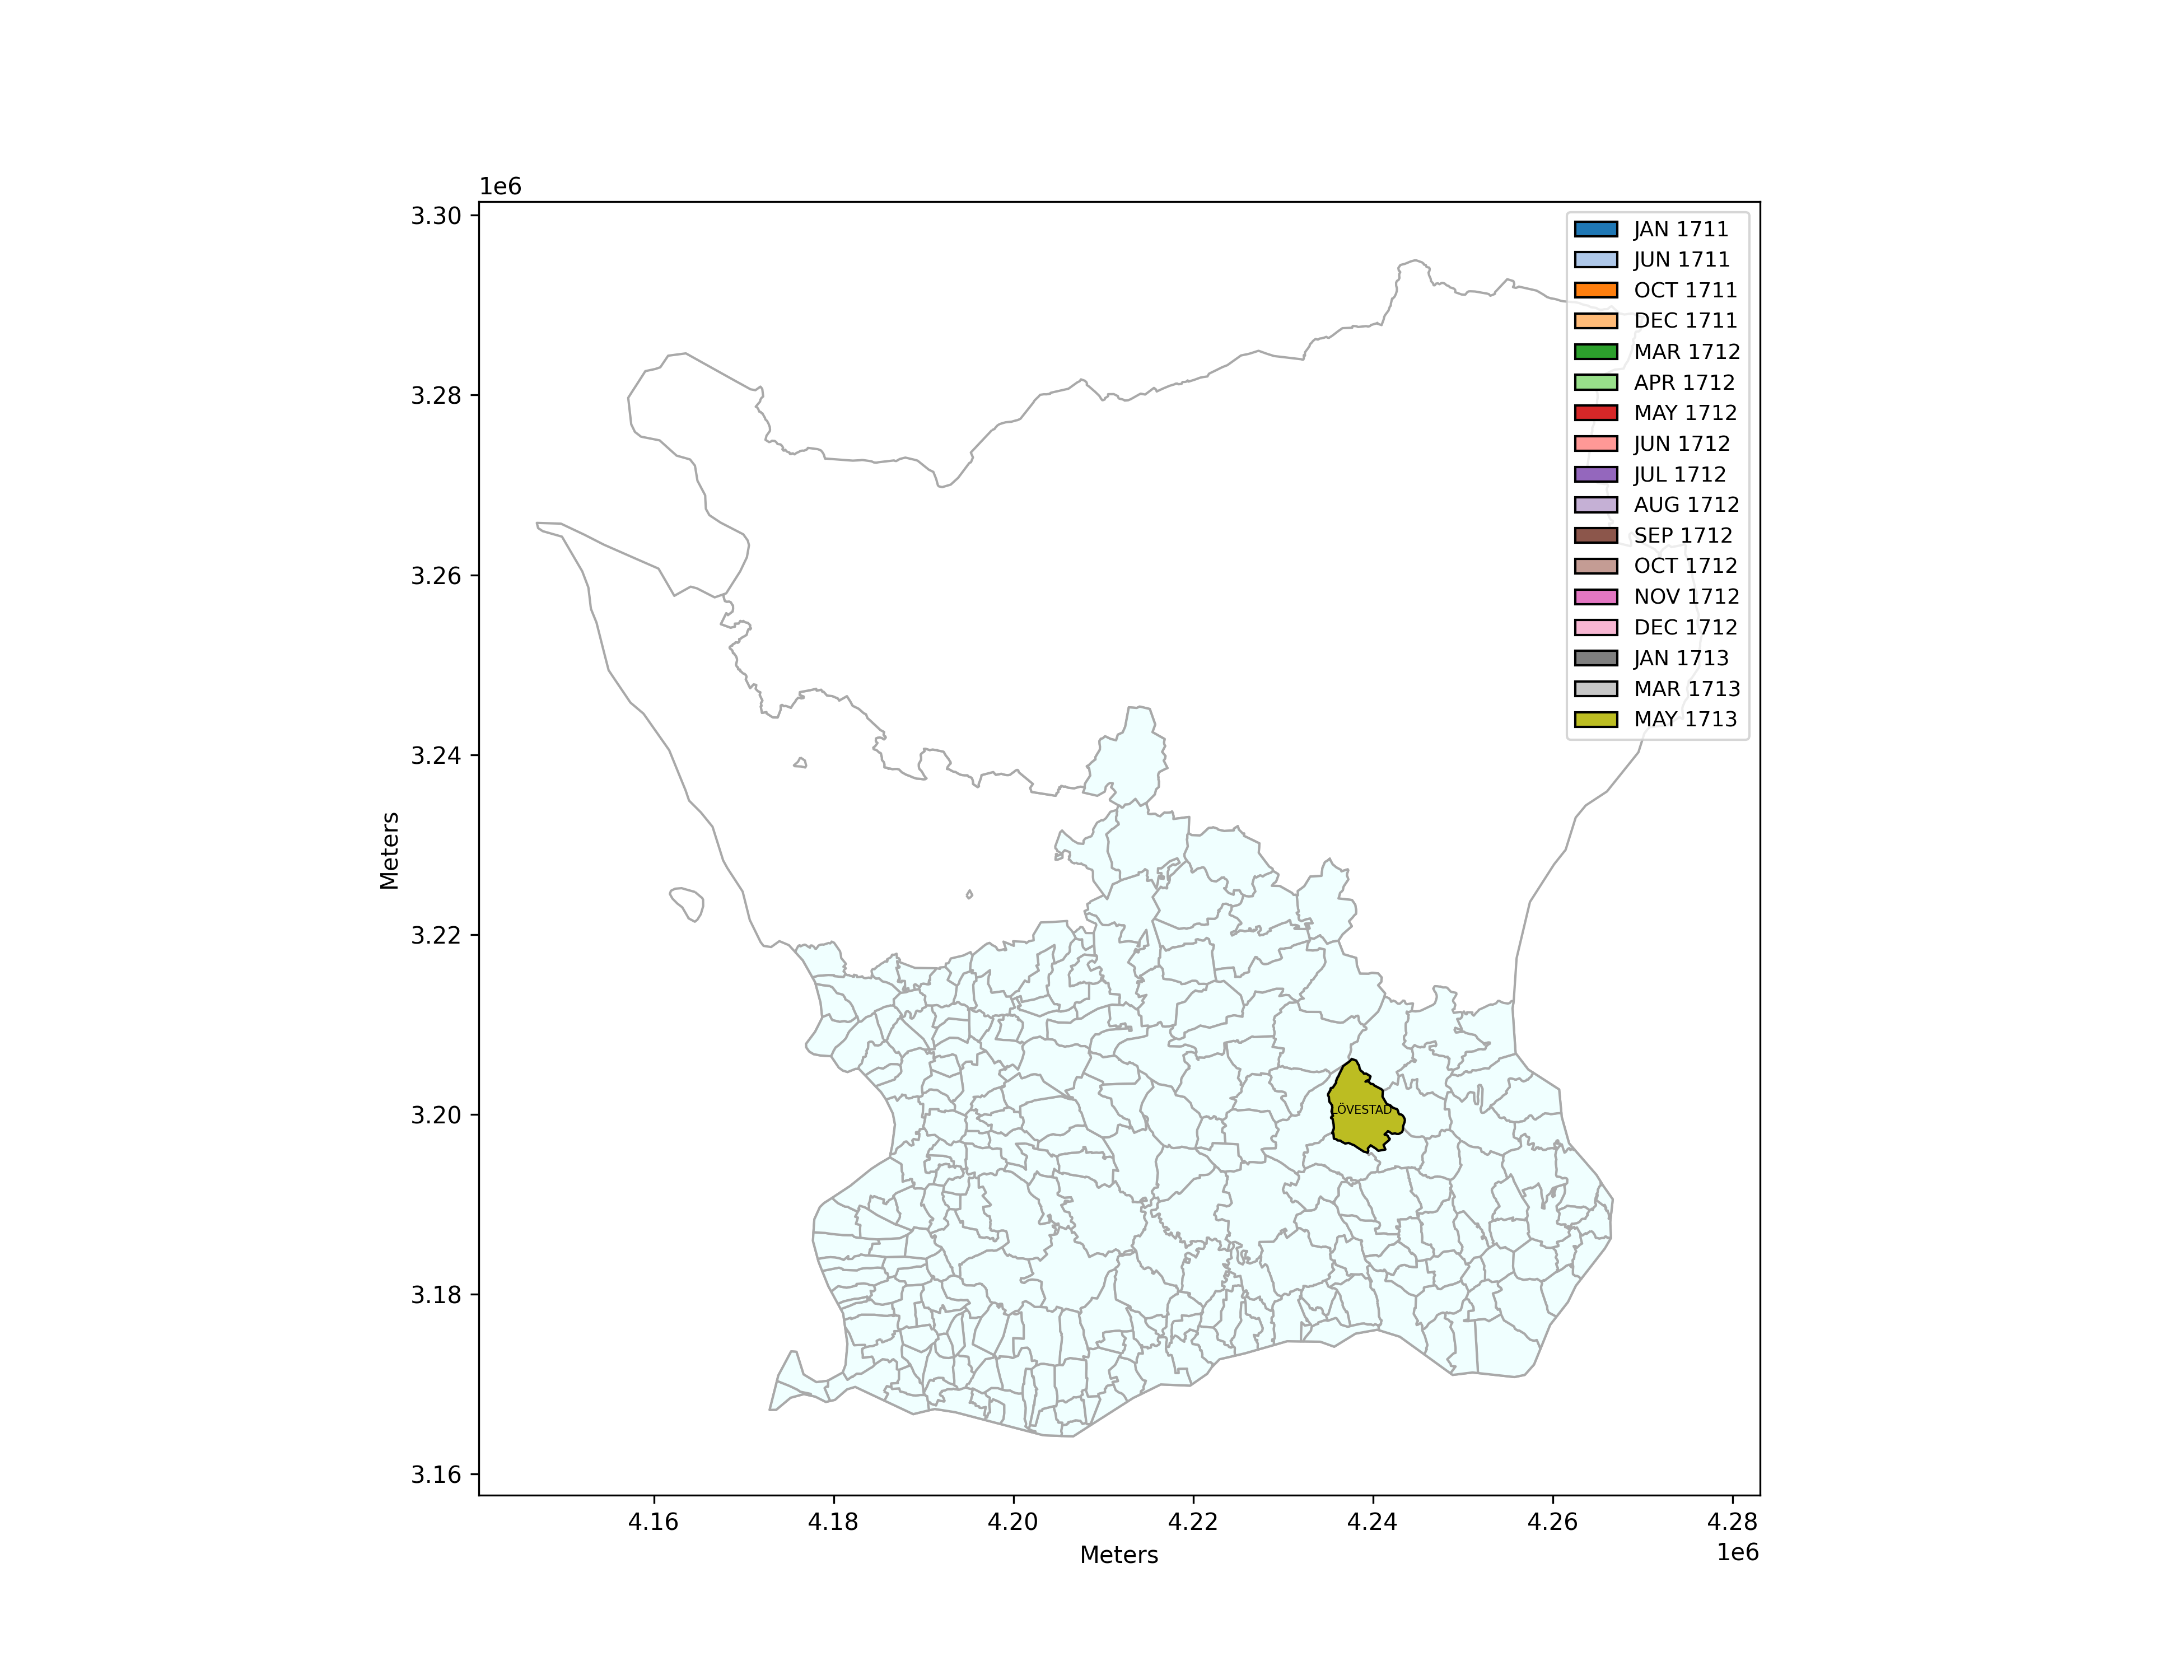 1e6
3.30
3.28
3.26
3.24
3.22
3.20
3.18
3.16
Meters
JAN 1711
JUN 1711
OCT 1711
DEC 1711
MAR 1712
APR 1712
MAY 1712
JUN 1712
JUL 1712
AUG 1712
SEP 1712
OCT 1712
NOV 1712
DEC 1712
JAN 1713
MAR 1713
MAY 1713
LÖVESTAD
4.16 4.18 4.20 4.22 4.24 4.26 4.28
Meters
1e6